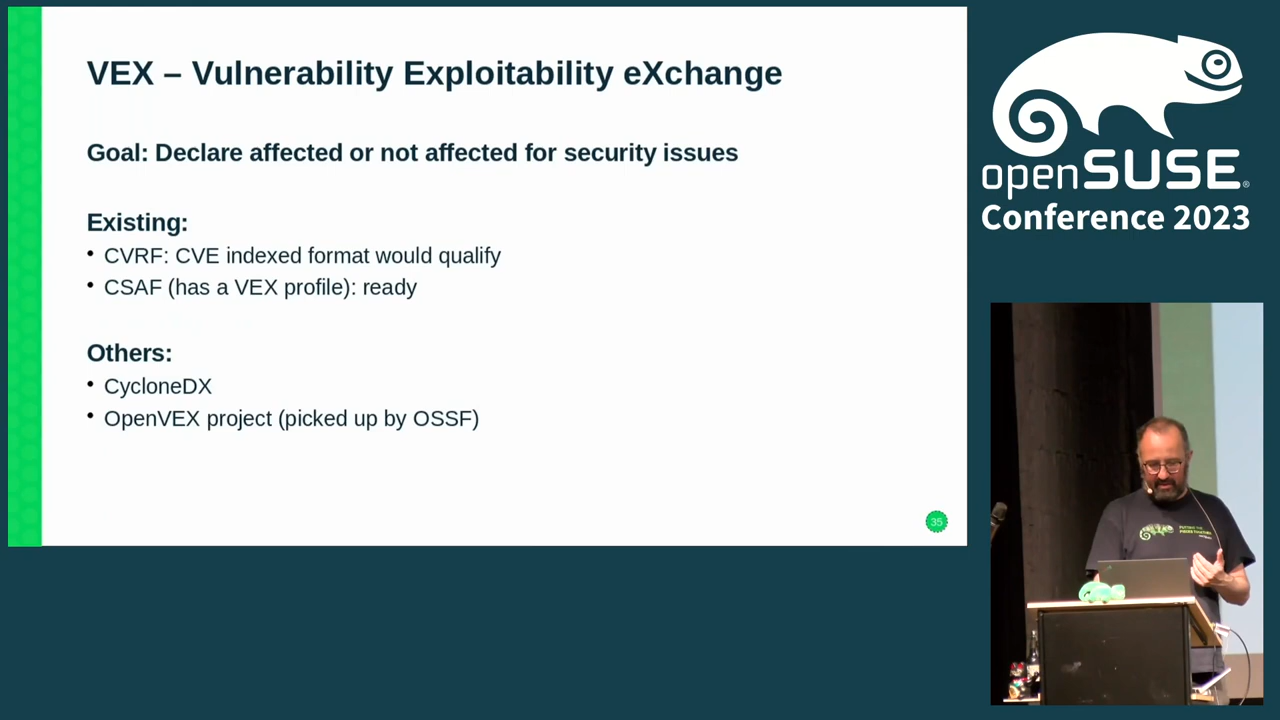 VEX – Vulnerability Exploitability eXchange
Goal: Declare affected or not affected for security issues
Existing:
• CVRF: CVE indexed format would qualify
• CSAF (has a VEX profile): ready
Others:
• CycloneDX
• OpenVEX project (picked up by OSSF)
35
openSUSE®
Conference 2023